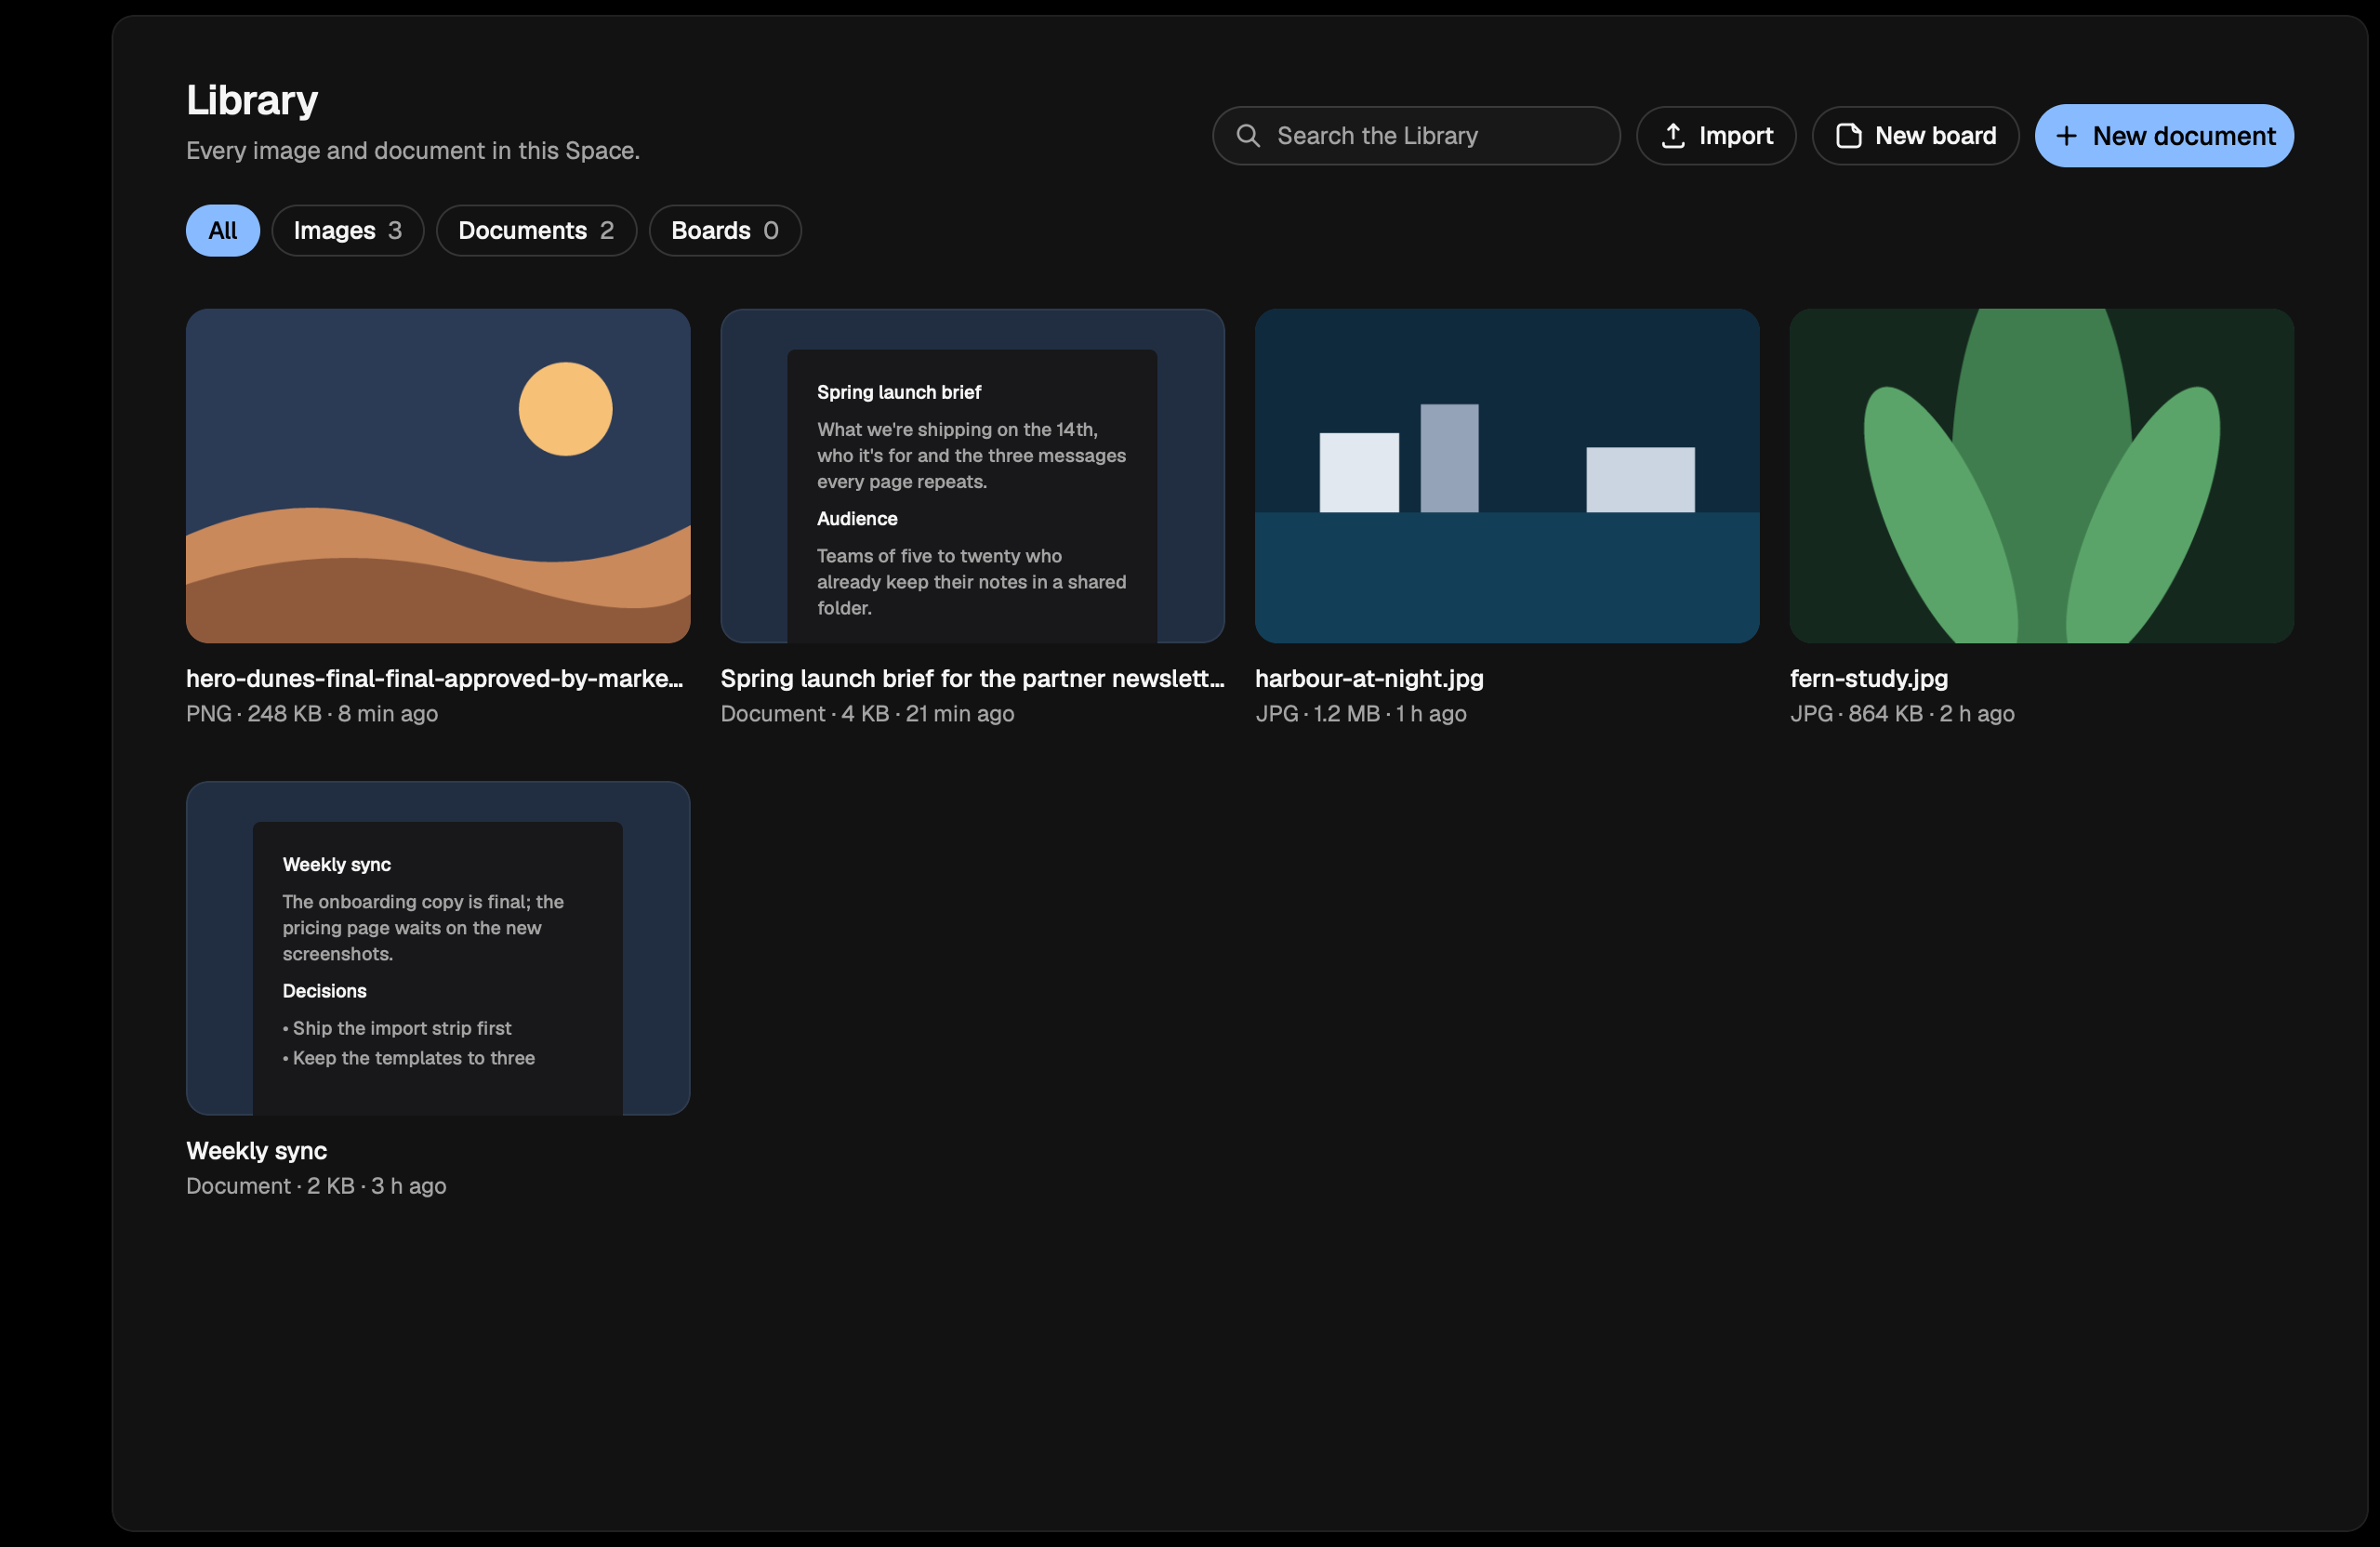 Library
Every image and document in this Space.
Search the Library
Import
New board
New document
All
Images 3
Documents 2
Boards 0
Spring launch brief
What we're shipping on the 14th,
who it's for and the three messages
every page repeats.
Audience
Teams of five to twenty who
already keep their notes in a shared
folder.
hero-dunes-final-final-approved-by-marke...
PNG · 248 KB · 8 min ago
Spring launch brief for the partner newslett...
Document · 4 KB · 21 min ago
harbour-at-night.jpg
JPG · 1.2 MB · 1 h ago
fern-study.jpg
JPG · 864 KB · 2 h ago
Weekly sync
The onboarding copy is final; the
pricing page waits on the new
screenshots.
Decisions
• Ship the import strip first
• Keep the templates to three
Weekly sync
Document · 2 KB · 3 h ago